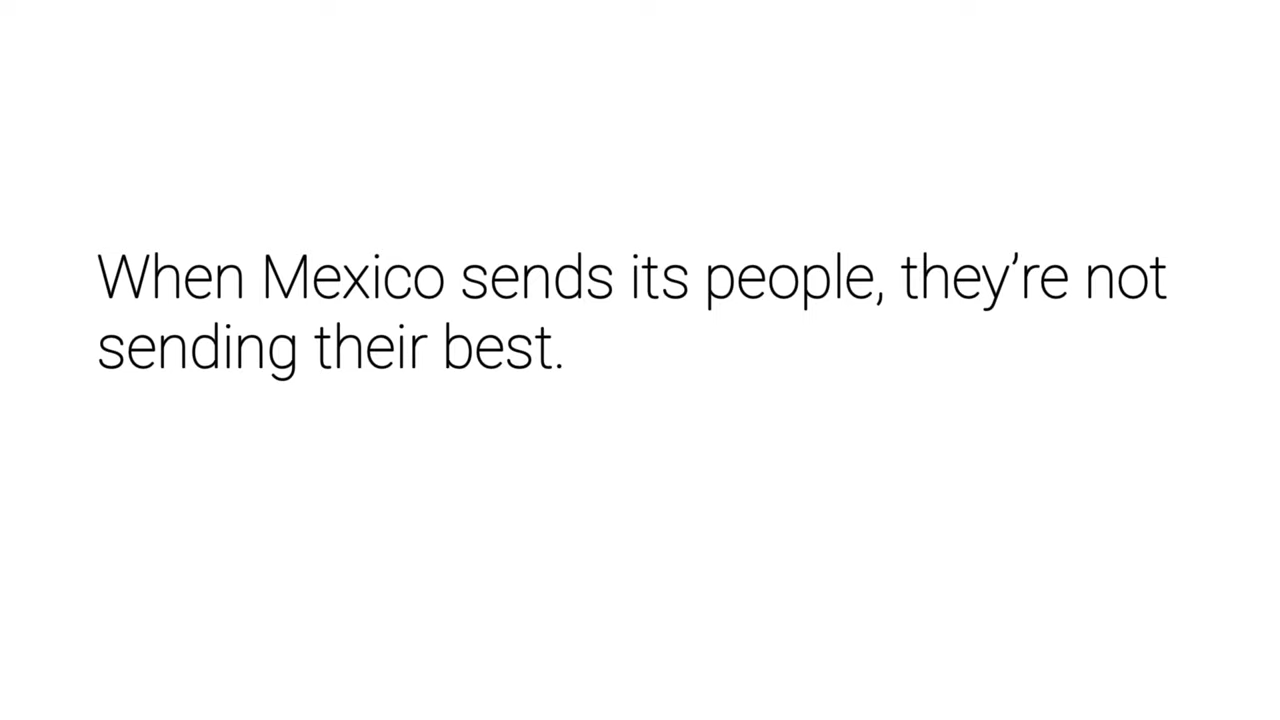 When Mexico sends its people, they’re not
sending their best.